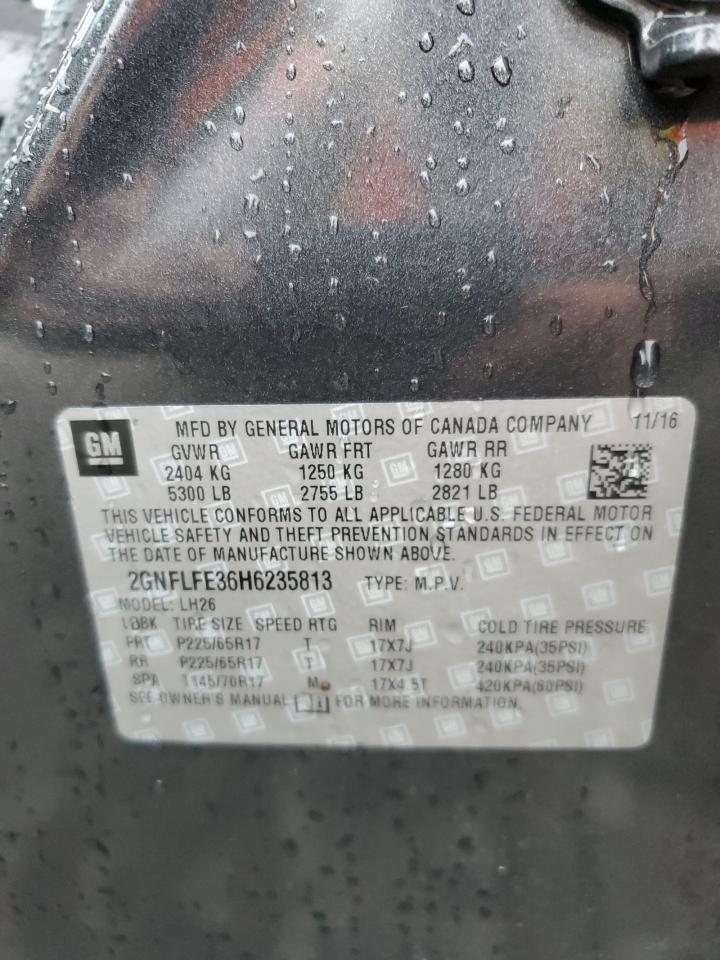 GM MFD BY GENERAL MOTORS OF CANADA COMPANY 11/16
GVWR GAWR FRT GAWR RR
2404 KG 1250 KG 1280 KG
5300 LB 2755 LB 2821 LB
THIS VEHICLE CONFORMS TO ALL APPLICABLE U.S. FEDERAL MOTOR
VEHICLE SAFETY AND THEFT PREVENTION STANDARDS IN EFFECT ON
THE DATE OF MANUFACTURE SHOWN ABOVE.
2GNFLFE36H6235813 TYPE: M.P.V.
MODEL: LH26
TIRE SIZE SPEED RTG RIM COLD TIRE PRESSURE
FRT P225/65R17 T 17X7J 240KPA(35PSI)
RR P225/65R17 T 17X7J 240KPA(35PSI)
SPA T145/70R17 M 17X4.5T 420KPA(60PSI)
SEE OWNER'S MANUAL FOR MORE INFORMATION.